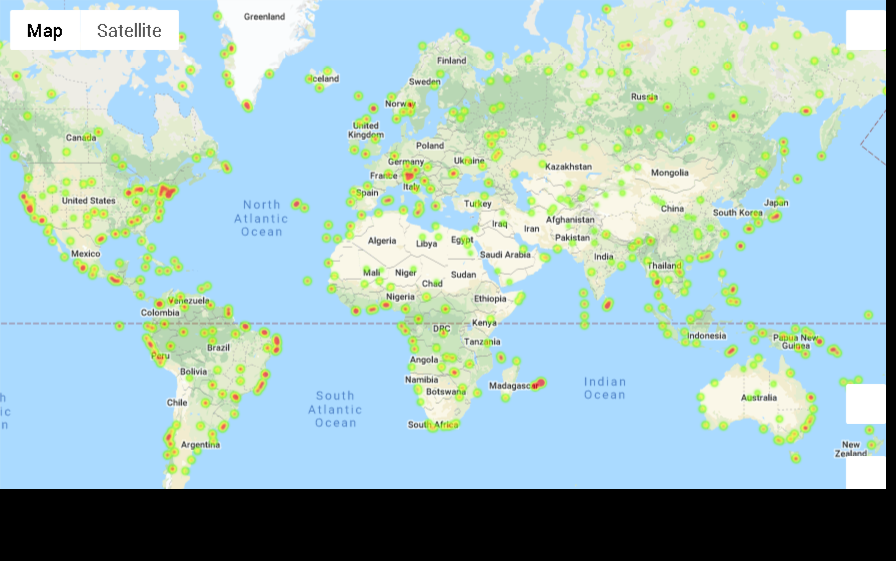 Map
Satellite
Greenland
Iceland
Finland
Sweden
Norway
Russia
Canada
United
Kingdom
Poland
Germany
Ukraine
Kazakhstan
Mongolia
France
Italy
Spain
Turkey
United States
North
Atlantic
Ocean
China
South Korea
Japan
Iraq
Iran
Afghanistan
Pakistan
Algeria
Libya
Egypt
Saudi Arabia
India
Mexico
Mali
Niger
Chad
Sudan
Thailand
Nigeria
Ethiopia
Venezuela
Colombia
DRC
Kenya
Tanzania
Indonesia
Papua New
Guinea
Brazil
Peru
Bolivia
Angola
Namibia
Botswana
Madagascar
Indian
Ocean
Australia
Chile
South
Atlantic
Ocean
South Africa
Argentina
New
Zealand
h
ic
n